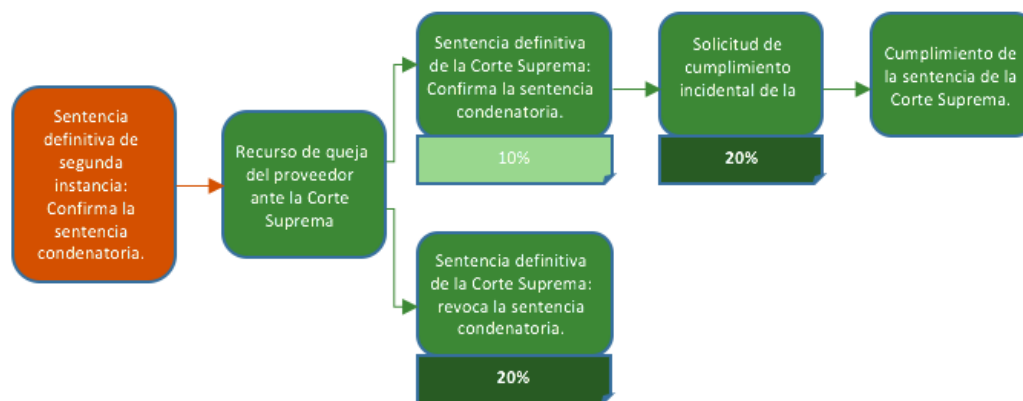 Sentencia
definitiva de
segunda
instancia:
Confirma la
sentencia
condenatoria.
Recurso de queja
del proveedor
ante la Corte
Suprema
Sentencia definitiva
de la Corte Suprema:
Confirma la sentencia
condenatoria.
10%
Solicitud de
cumplimiento
incidental de la
20%
Cumplimiento de
la sentencia de la
Corte Suprema.
Sentencia definitiva
de la Corte Suprema:
revoca la sentencia
condenatoria.
20%